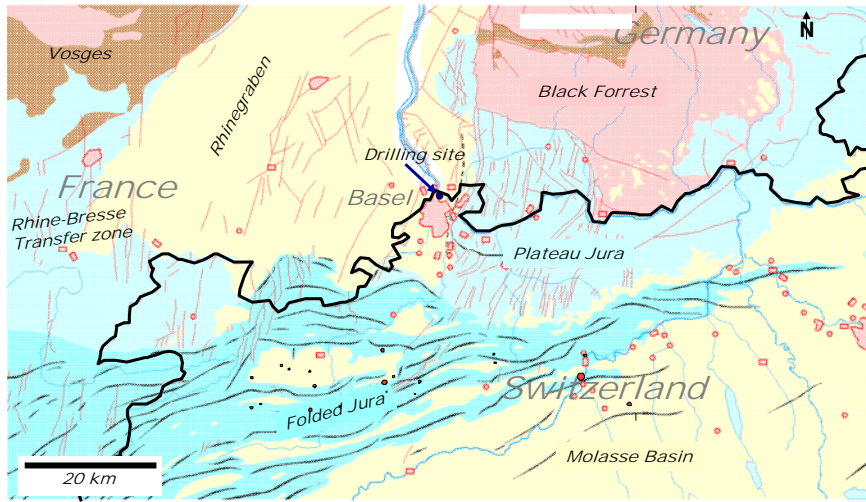 Germany
N
Vosges
Rhinegraben
Black Forrest
Drilling site
France
Basel
Rhine-Bresse
Transfer zone
Plateau Jura
Switzerland
Folded Jura
Molasse Basin
20 km